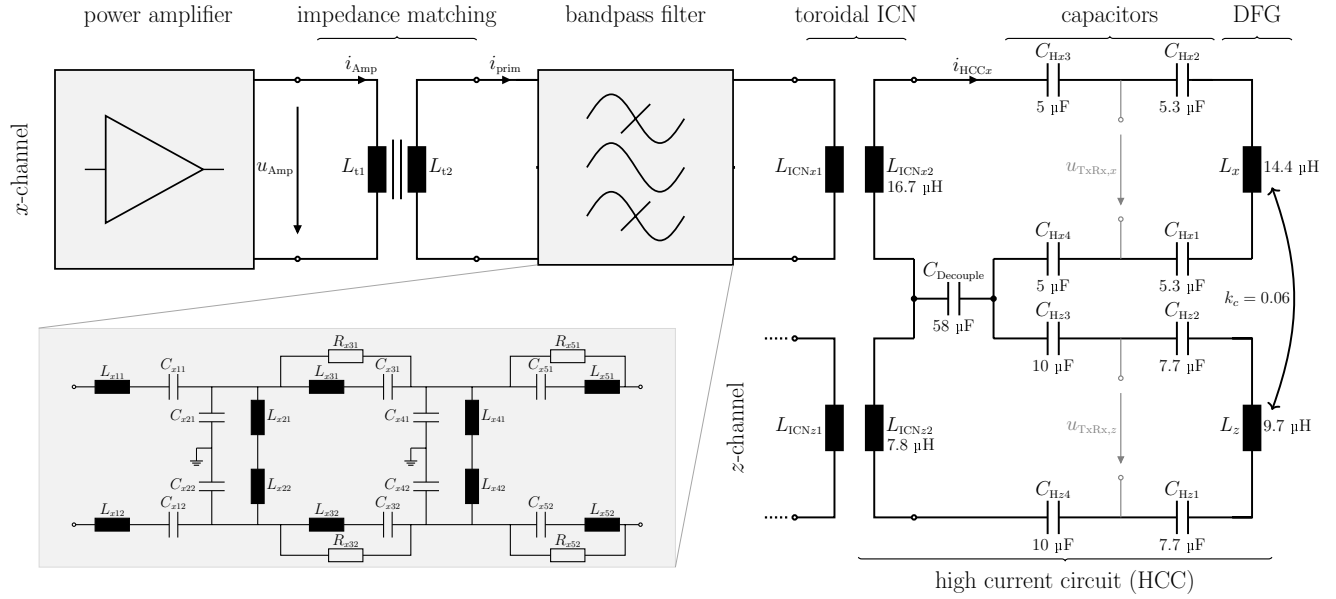 power amplifier
impedance matching
bandpass filter
toroidal ICN
capacitors
DFG
x-channel
i_Amp
i_prim
u_Amp
L_t1
L_t2
L_ICNx1
L_ICNx2
16.7 µH
i_HCCx
C_Hx3
5 µF
C_Hx2
5.3 µF
u_TxRx,x
L_x
14.4 µH
C_Hx4
5 µF
C_Hx1
5.3 µF
C_Decouple
58 µF
k_c = 0.06
C_Hz3
10 µF
C_Hz2
7.7 µF
z-channel
L_ICNz1
L_ICNz2
7.8 µH
u_TxRx,z
L_z
9.7 µH
C_Hz4
10 µF
C_Hz1
7.7 µF
high current circuit (HCC)
R_x31
R_x51
L_x11
C_x11
L_x31
C_x31
C_x51
L_x51
C_x21
L_x21
C_x41
L_x41
C_x22
L_x22
C_x42
L_x42
L_x12
C_x12
L_x32
C_x32
C_x52
L_x52
R_x32
R_x52